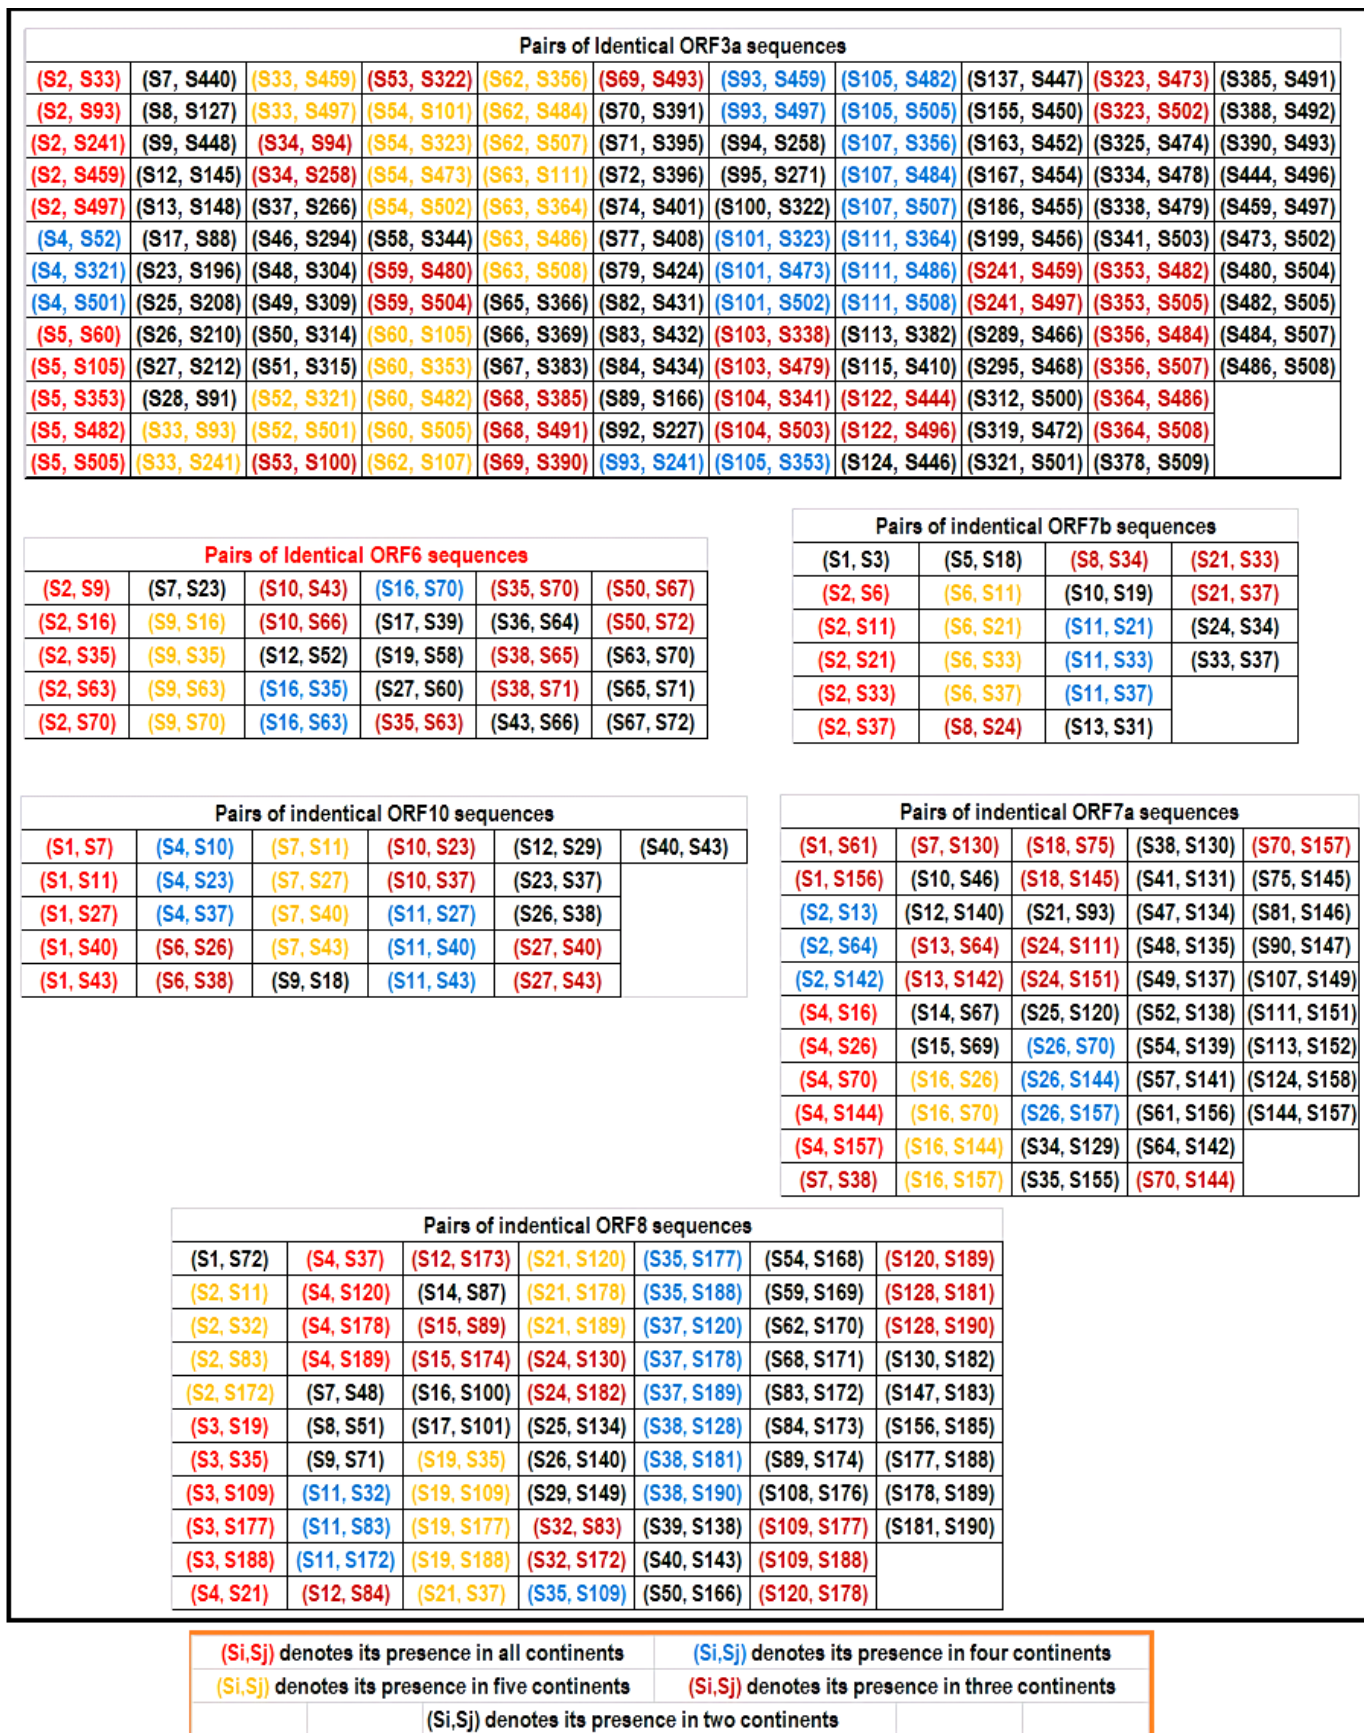 Pairs of Identical ORF3a sequences
(S2, S33) (S7, S440) (S33, S459) (S53, S322) (S62, S356) (S69, S493) (S93, S459) (S105, S482) (S137, S447) (S323, S473) (S385, S491)
(S2, S93) (S8, S127) (S33, S497) (S54, S101) (S62, S484) (S70, S391) (S93, S497) (S105, S505) (S155, S450) (S323, S502) (S388, S492)
(S2, S241) (S9, S448) (S34, S94) (S54, S323) (S62, S507) (S71, S395) (S94, S258) (S107, S356) (S163, S452) (S325, S474) (S390, S493)
(S2, S459) (S12, S145) (S34, S258) (S54, S473) (S63, S111) (S72, S396) (S95, S271) (S107, S484) (S167, S454) (S334, S478) (S444, S496)
(S2, S497) (S13, S148) (S37, S266) (S54, S502) (S63, S364) (S74, S401) (S100, S322) (S107, S507) (S186, S455) (S338, S479) (S459, S497)
(S4, S52) (S17, S88) (S46, S294) (S58, S344) (S63, S486) (S77, S408) (S101, S323) (S111, S364) (S199, S456) (S341, S503) (S473, S502)
(S4, S321) (S23, S196) (S48, S304) (S59, S480) (S63, S508) (S79, S424) (S101, S473) (S111, S486) (S241, S459) (S353, S482) (S480, S504)
(S4, S501) (S25, S208) (S49, S309) (S59, S504) (S65, S366) (S82, S431) (S101, S502) (S111, S508) (S241, S497) (S353, S505) (S482, S505)
(S5, S60) (S26, S210) (S50, S314) (S60, S105) (S66, S369) (S83, S432) (S103, S338) (S113, S382) (S289, S466) (S356, S484) (S484, S507)
(S5, S105) (S27, S212) (S51, S315) (S60, S353) (S67, S383) (S84, S434) (S103, S479) (S115, S410) (S295, S468) (S356, S507) (S486, S508)
(S5, S353) (S28, S91) (S52, S321) (S60, S482) (S68, S385) (S89, S166) (S104, S341) (S122, S444) (S312, S500) (S364, S486)
(S5, S482) (S33, S93) (S52, S501) (S60, S505) (S68, S491) (S92, S227) (S104, S503) (S122, S496) (S319, S472) (S364, S508)
(S5, S505) (S33, S241) (S53, S100) (S62, S107) (S69, S390) (S93, S241) (S105, S353) (S124, S446) (S321, S501) (S378, S509)
Pairs of Identical ORF6 sequences
(S2, S9) (S7, S23) (S10, S43) (S16, S70) (S35, S70) (S50, S67)
(S2, S16) (S9, S16) (S10, S66) (S17, S39) (S36, S64) (S50, S72)
(S2, S35) (S9, S35) (S12, S52) (S19, S58) (S38, S65) (S63, S70)
(S2, S63) (S9, S63) (S16, S35) (S27, S60) (S38, S71) (S65, S71)
(S2, S70) (S9, S70) (S16, S63) (S35, S63) (S43, S66) (S67, S72)
Pairs of indentical ORF7b sequences
(S1, S3) (S5, S18) (S8, S34) (S21, S33)
(S2, S6) (S6, S11) (S10, S19) (S21, S37)
(S2, S11) (S6, S21) (S11, S21) (S24, S34)
(S2, S21) (S6, S33) (S11, S33) (S33, S37)
(S2, S33) (S6, S37) (S11, S37)
(S2, S37) (S8, S24) (S13, S31)
Pairs of indentical ORF10 sequences
(S1, S7) (S4, S10) (S7, S11) (S10, S23) (S12, S29) (S40, S43)
(S1, S11) (S4, S23) (S7, S27) (S10, S37) (S23, S37)
(S1, S27) (S4, S37) (S7, S40) (S11, S27) (S26, S38)
(S1, S40) (S6, S26) (S7, S43) (S11, S40) (S27, S40)
(S1, S43) (S6, S38) (S9, S18) (S11, S43) (S27, S43)
Pairs of indentical ORF7a sequences
(S1, S61) (S7, S130) (S18, S75) (S38, S130) (S70, S157)
(S1, S156) (S10, S46) (S18, S145) (S41, S131) (S75, S145)
(S2, S13) (S12, S140) (S21, S93) (S47, S134) (S81, S146)
(S2, S64) (S13, S64) (S24, S111) (S48, S135) (S90, S147)
(S2, S142) (S13, S142) (S24, S151) (S49, S137) (S107, S149)
(S4, S16) (S14, S67) (S25, S120) (S52, S138) (S111, S151)
(S4, S26) (S15, S69) (S26, S70) (S54, S139) (S113, S152)
(S4, S70) (S16, S26) (S26, S144) (S57, S141) (S124, S158)
(S4, S144) (S16, S70) (S26, S157) (S61, S156) (S144, S157)
(S4, S157) (S16, S144) (S34, S129) (S64, S142)
(S7, S38) (S16, S157) (S35, S155) (S70, S144)
Pairs of indentical ORF8 sequences
(S1, S72) (S4, S37) (S12, S173) (S21, S120) (S35, S177) (S54, S168) (S120, S189)
(S2, S11) (S4, S120) (S14, S87) (S21, S178) (S35, S188) (S59, S169) (S128, S181)
(S2, S32) (S4, S178) (S15, S89) (S21, S189) (S37, S120) (S62, S170) (S128, S190)
(S2, S83) (S4, S189) (S15, S174) (S24, S130) (S37, S178) (S68, S171) (S130, S182)
(S2, S172) (S7, S48) (S16, S100) (S24, S182) (S37, S189) (S83, S172) (S147, S183)
(S3, S19) (S8, S51) (S17, S101) (S25, S134) (S38, S128) (S84, S173) (S156, S185)
(S3, S35) (S9, S71) (S19, S35) (S26, S140) (S38, S181) (S89, S174) (S177, S188)
(S3, S109) (S11, S32) (S19, S109) (S29, S149) (S38, S190) (S108, S176) (S178, S189)
(S3, S177) (S11, S83) (S19, S177) (S32, S83) (S39, S138) (S109, S177) (S181, S190)
(S3, S188) (S11, S172) (S19, S188) (S32, S172) (S40, S143) (S109, S188)
(S4, S21) (S12, S84) (S21, S37) (S35, S109) (S50, S166) (S120, S178)
(Si,Sj) denotes its presence in all continents (Si,Sj) denotes its presence in four continents
(Si,Sj) denotes its presence in five continents (Si,Sj) denotes its presence in three continents
(Si,Sj) denotes its presence in two continents